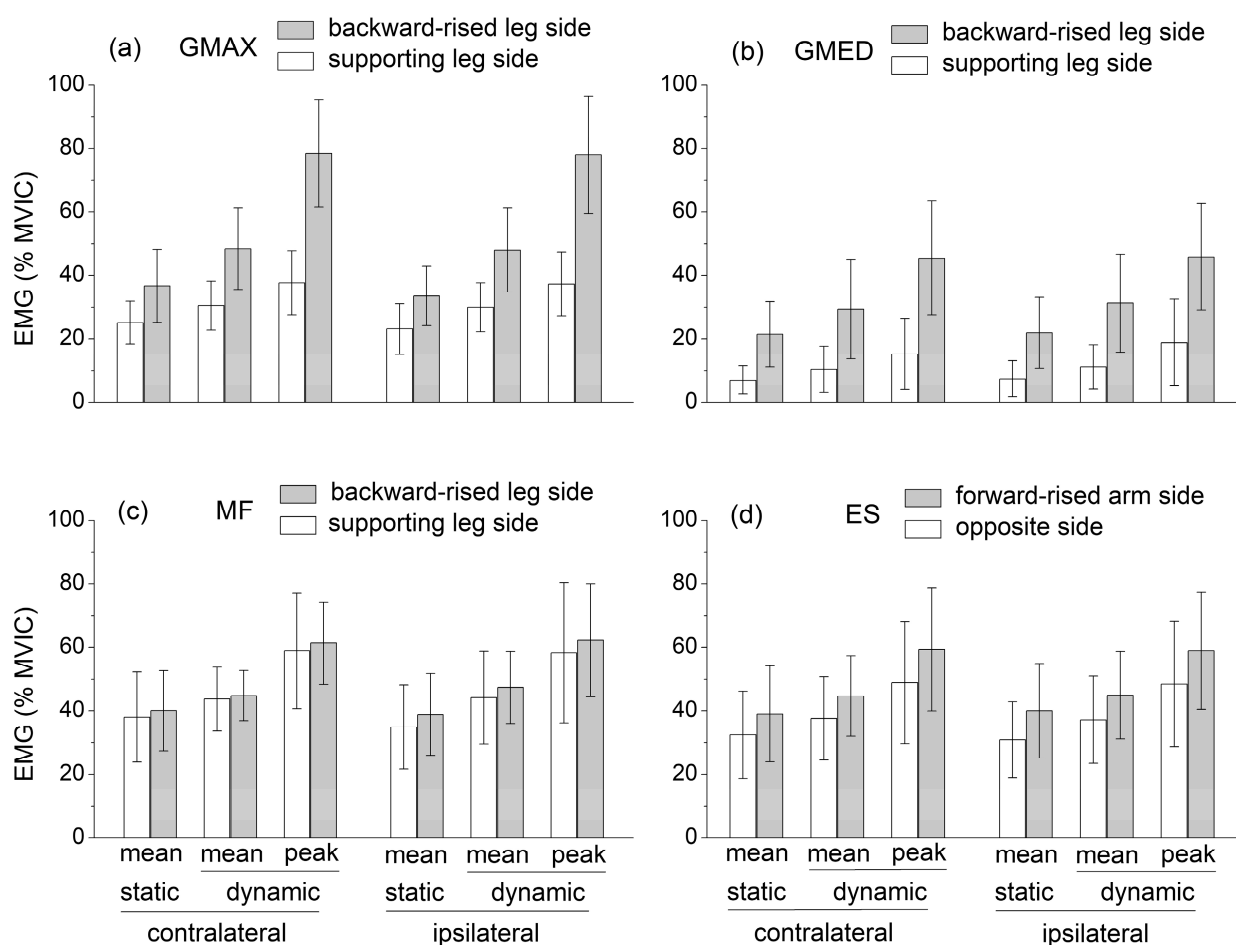 (a) GMAX
backward-rised leg side
supporting leg side
(b) GMED
backward-rised leg side
supporting leg side
EMG (% MVIC)
100
80
60
40
20
0
100
80
60
40
20
0
(c) MF
backward-rised leg side
supporting leg side
(d) ES
forward-rised arm side
opposite side
EMG (% MVIC)
100
80
60
40
20
0
100
80
60
40
20
0
mean mean peak mean mean peak
static dynamic static dynamic
contralateral ipsilateral
mean mean peak mean mean peak
static dynamic static dynamic
contralateral ipsilateral